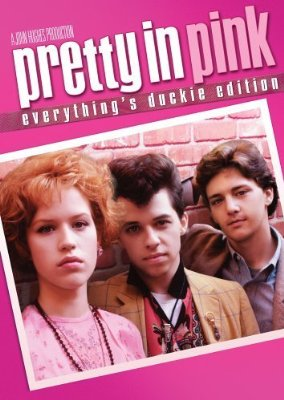 A JOHN HUGHES PRODUCTION
pretty in pink
everything's duckie edition